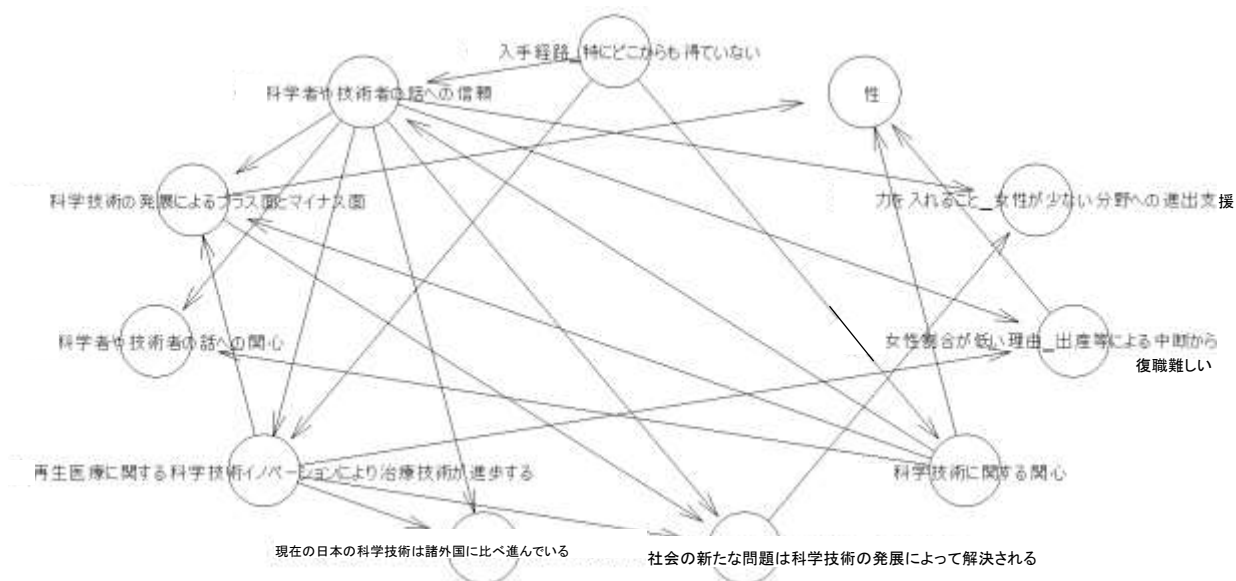 入手経路_特にどこからも得ていない
科学者や技術者の話への信頼
性
科学技術の発展によるプラス面とマイナス面
力を入れること_女性が少ない分野への進出支援
科学者や技術者の話への関心
女性割合が低い理由_出産等による中断から
復職難しい
再生医療に関する科学技術イノベーションにより治療技術が進歩する
科学技術に関する関心
現在の日本の科学技術は諸外国に比べ進んでいる
社会の新たな問題は科学技術の発展によって解決される